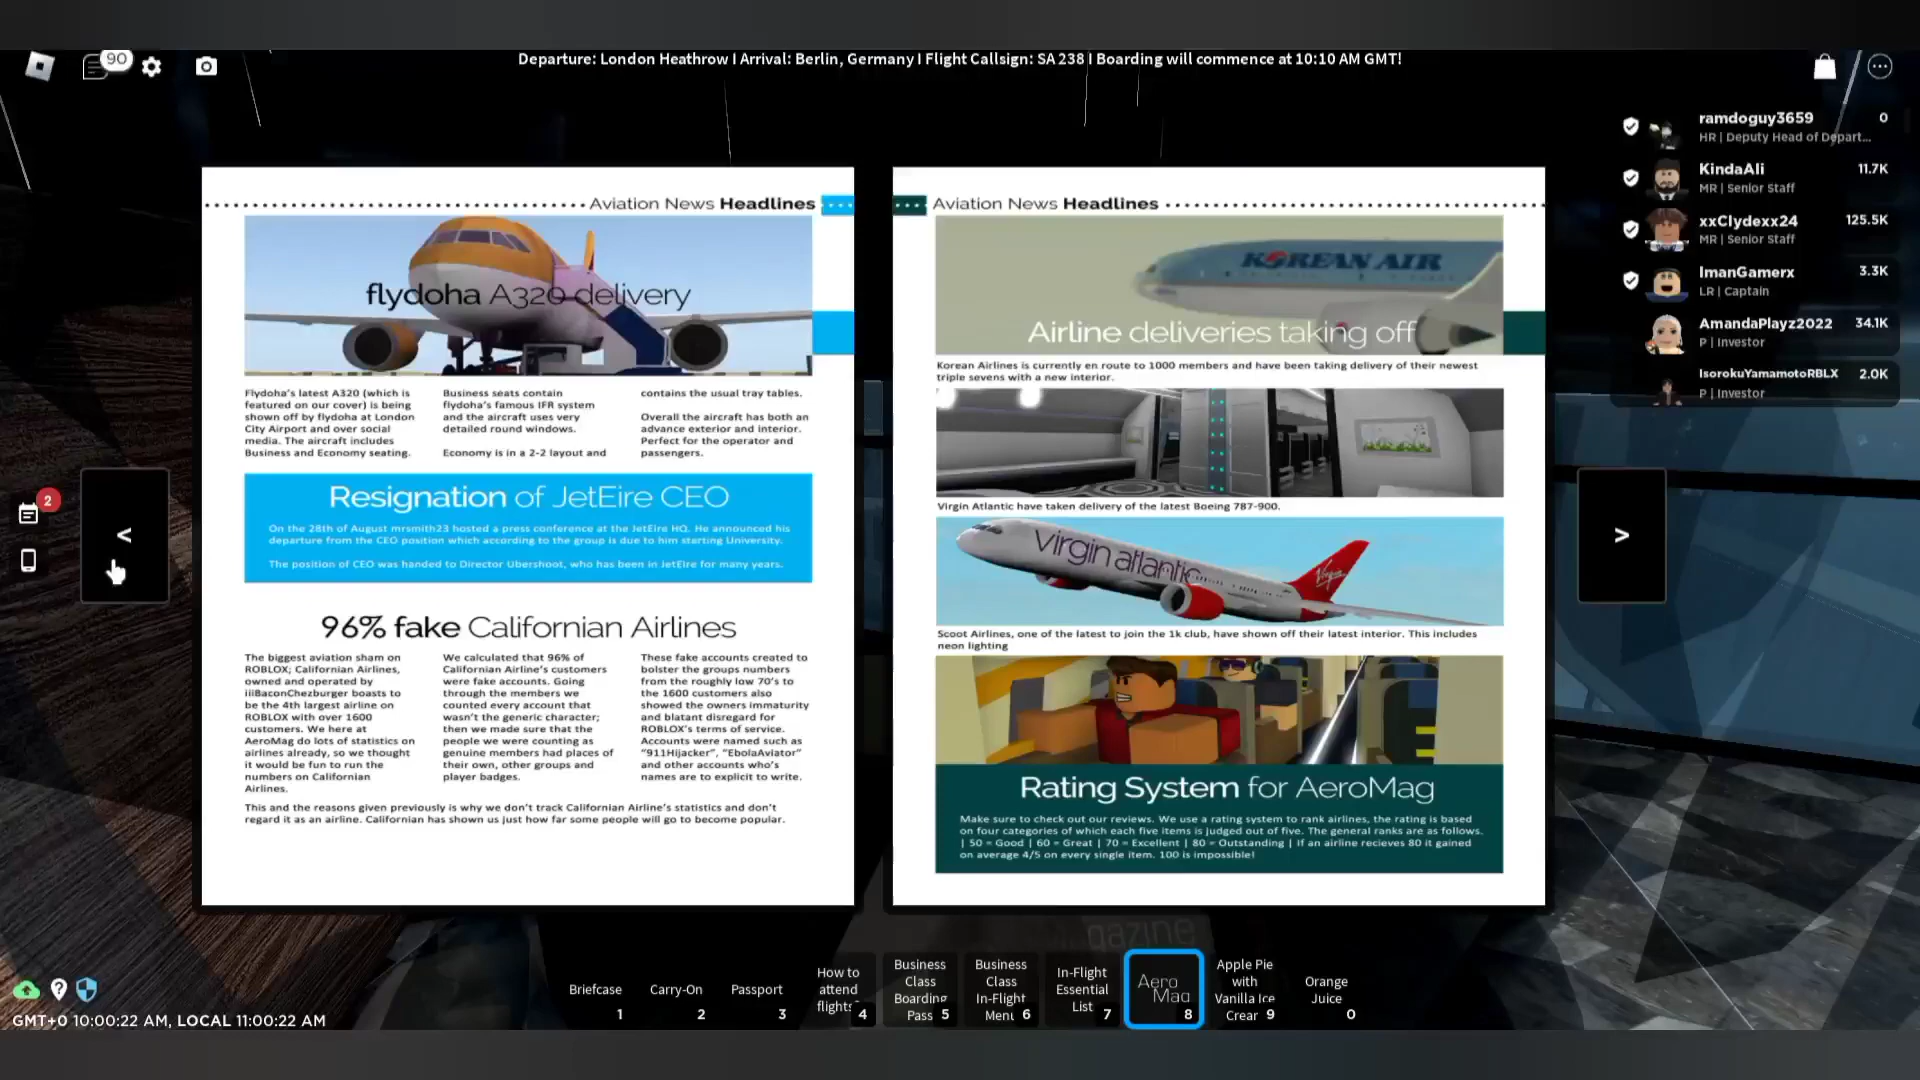 90
Departure: London Heathrow I Arrival: Berlin, Germany I Flight Callsign: SA 238 I Boarding will commence at 10:10 AM GMT!
ramdoguy3659 0
HR | Deputy Head of Depart...
KindaAli 11.7K
MR | Senior Staff
xxClydexx24 125.5K
MR | Senior Staff
ImanGamerx 3.3K
LR | Captain
AmandaPlayz2022 34.1K
P | Investor
IsorokuYamamotoRBLX 2.0K
P | Investor
2
<
Aviation News Headlines
flydoha A320 delivery
Flydoha's latest A320 (which is
featured on our cover) is being
shown off by flydoha at London
City Airport and over social
media. The aircraft includes
Business and Economy seating.
Business seats contain
flydoha's famous IFR system
and the aircraft uses very
detailed round windows.
Economy is in a 2-2 layout and
contains the usual tray tables.
Overall the aircraft has both an
advance exterior and interior.
Perfect for the operator and
passengers.
Resignation of JetEire CEO
On the 28th of August mrsmith23 hosted a press conference at the JetEire HQ. He announced his
departure from the CEO position which according to the group is due to him starting University.
The position of CEO was handed to Director Ubershoot, who has been in JetEire for many years.
96% fake Californian Airlines
The biggest aviation sham on
ROBLOX; Californian Airlines,
owned and operated by
iiiBaconChezburger boasts to
be the 4th largest airline on
ROBLOX with over 1600
customers. We here at
AeroMag do lots of statistics on
airlines already, so we thought
it would be fun to run the
numbers on Californian
Airlines.
We calculated that 96% of
Californian Airline's customers
were fake accounts. Going
through the members we
counted every account that
wasn't the generic character;
then we made sure that the
people we were counting as
genuine members had places of
their own, other groups and
player badges.
These fake accounts created to
bolster the groups numbers
from the roughly low 70's to
the 1600 customers also
showed the owners immaturity
and blatant disregard for
ROBLOX's terms of service.
Accounts were named such as
"911Hijacker", "EbolaAviator"
and other accounts who's
names are to explicit to write.
This and the reasons given previously is why we don't track Californian Airline's statistics and don't
regard it as an airline. Californian has shown us just how far some people will go to become popular.
Aviation News Headlines
KOREAN AIR
Airline deliveries taking off
Korean Airlines is currently en route to 1000 members and have been taking delivery of their newest
triple sevens with a new interior.
Virgin Atlantic have taken delivery of the latest Boeing 787-900.
virgin atlantic
Virgin
Scoot Airlines, one of the latest to join the 1k club, have shown off their latest interior. This includes
neon lighting
Rating System for AeroMag
Make sure to check out our reviews. We use a rating system to rank airlines, the rating is based
on four categories of which each five items is judged out of five. The general ranks are as follows.
| 50 = Good | 60 = Great | 70 = Excellent | 80 = Outstanding | If an airline recieves 80 it gained
on average 4/5 on every single item. 100 is impossible!
>
gazine
Briefcase 1
Carry-On 2
Passport 3
How to
attend
flights 4
Business
Class
Boarding
Pass 5
Business
Class
In-Flight
Menu 6
In-Flight
Essential
List 7
Aero
Mag 8
Apple Pie
with
Vanilla Ice
Crear 9
Orange
Juice 0
GMT+0 10:00:22 AM, LOCAL 11:00:22 AM